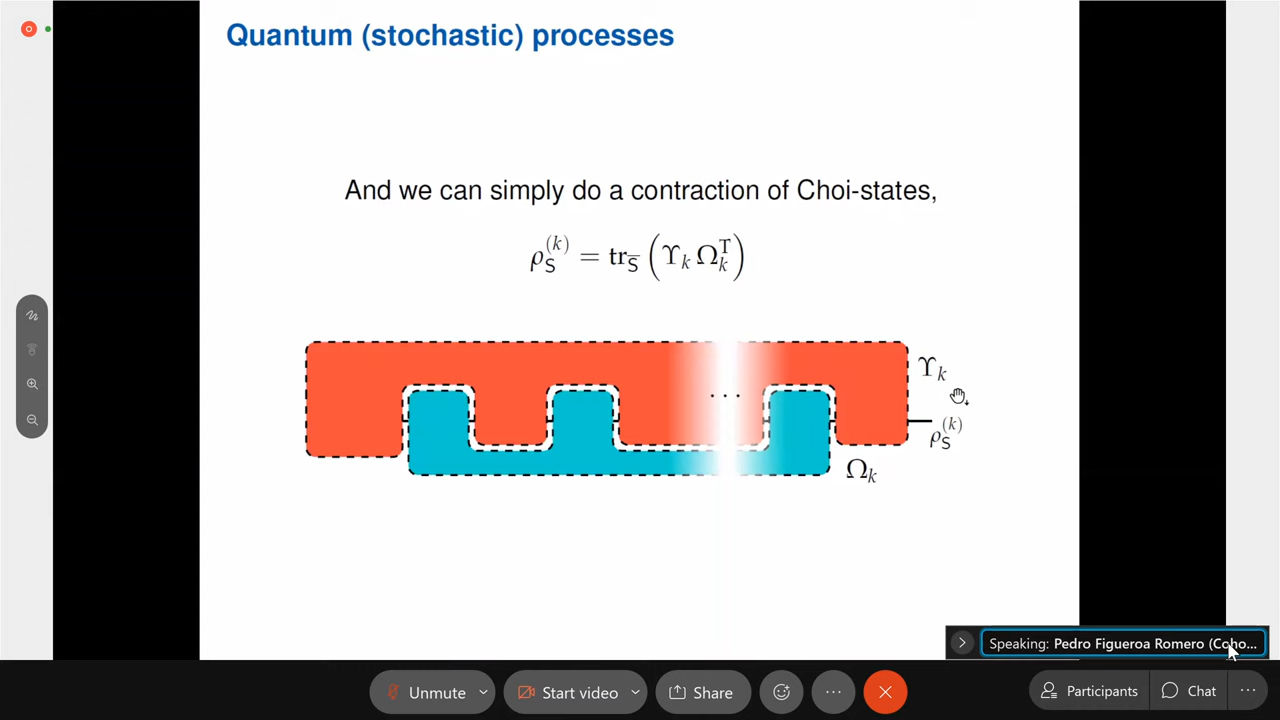 Quantum (stochastic) processes
And we can simply do a contraction of Choi-states,
ρ_S^(k) = tr_S̅ (ϒ_k Ω_k^T)
ϒ_k
· · ·
ρ_S^(k)
Ω_k
Speaking: Pedro Figueroa Romero (Coho...
Unmute
Start video
Share
Participants
Chat